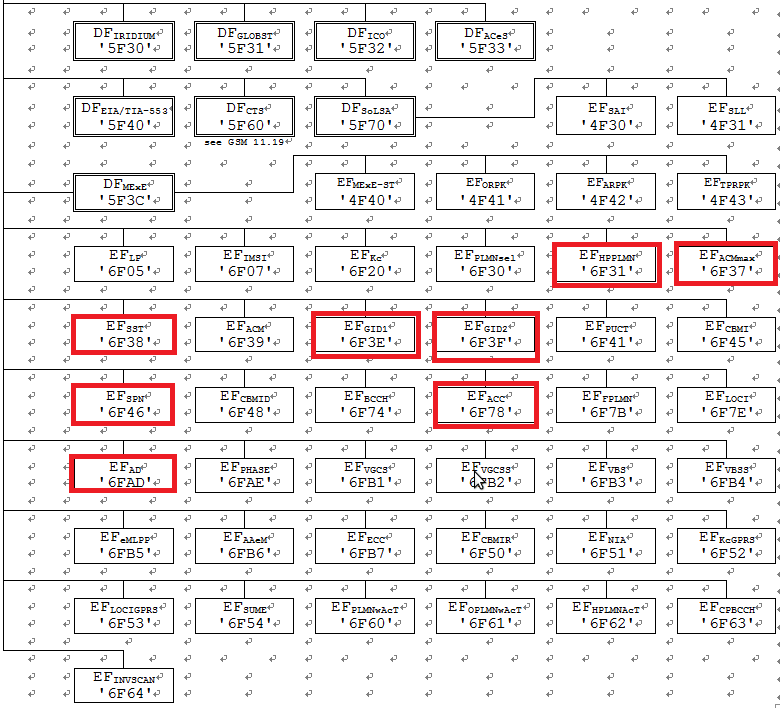 DFIRIDIUM DFGLOBST DFICO DFACeS
'5F30' '5F31' '5F32' '5F33'
DFEIA/TIA-553 DFCTS DFSoLSA EFSAI EFSLL
'5F40' '5F60' '5F70' '4F30' '4F31'
see GSM 11.19
DFMExE EFMExE-ST EFORPK EFARPK EFTPRPK
'5F3C' '4F40' '4F41' '4F42' '4F43'
EFLP EFIMSI EFKc EFPLMNsel EFHPPLMN EFACMmax
'6F05' '6F07' '6F20' '6F30' '6F31' '6F37'
EFSST EFACM EFGID1 EFGID2 EFPUCT EFCBMI
'6F38' '6F39' '6F3E' '6F3F' '6F41' '6F45'
EFSPN EFCBMID EFBCCH EFACC EFFPLMN EFLOCI
'6F46' '6F48' '6F74' '6F78' '6F7B' '6F7E'
EFAD EFPHASE EFVGCS EFVGCSS EFVBS EFVBSS
'6FAD' '6FAE' '6FB1' '6FB2' '6FB3' '6FB4'
EFeMLPP EFAAeM EFECC EFCBMIR EFNIA EFKcGPRS
'6FB5' '6FB6' '6FB7' '6F50' '6F51' '6F52'
EFLOCIGPRS EFSUME EFPLMNwAcT EFOPLMNwAcT EFHPLMNAcT EFCPBCCH
'6F53' '6F54' '6F60' '6F61' '6F62' '6F63'
EFINVSCAN
'6F64'